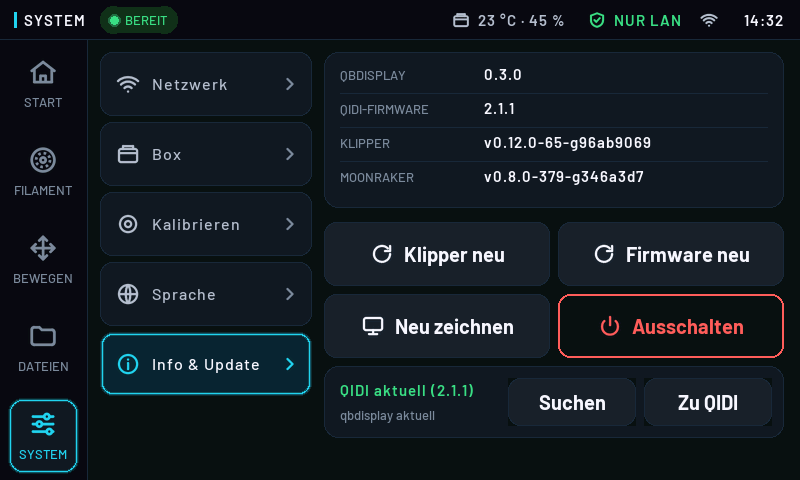 SYSTEM
BEREIT
23 °C · 45 %
NUR LAN
14:32
START
FILAMENT
BEWEGEN
DATEIEN
SYSTEM
Netzwerk
Box
Kalibrieren
Sprache
Info & Update
QBDISPLAY 0.3.0
QIDI-FIRMWARE 2.1.1
KLIPPER v0.12.0-65-g96ab9069
MOONRAKER v0.8.0-379-g346a3d7
Klipper neu
Firmware neu
Neu zeichnen
Ausschalten
QIDI aktuell (2.1.1)
qbdisplay aktuell
Suchen
Zu QIDI